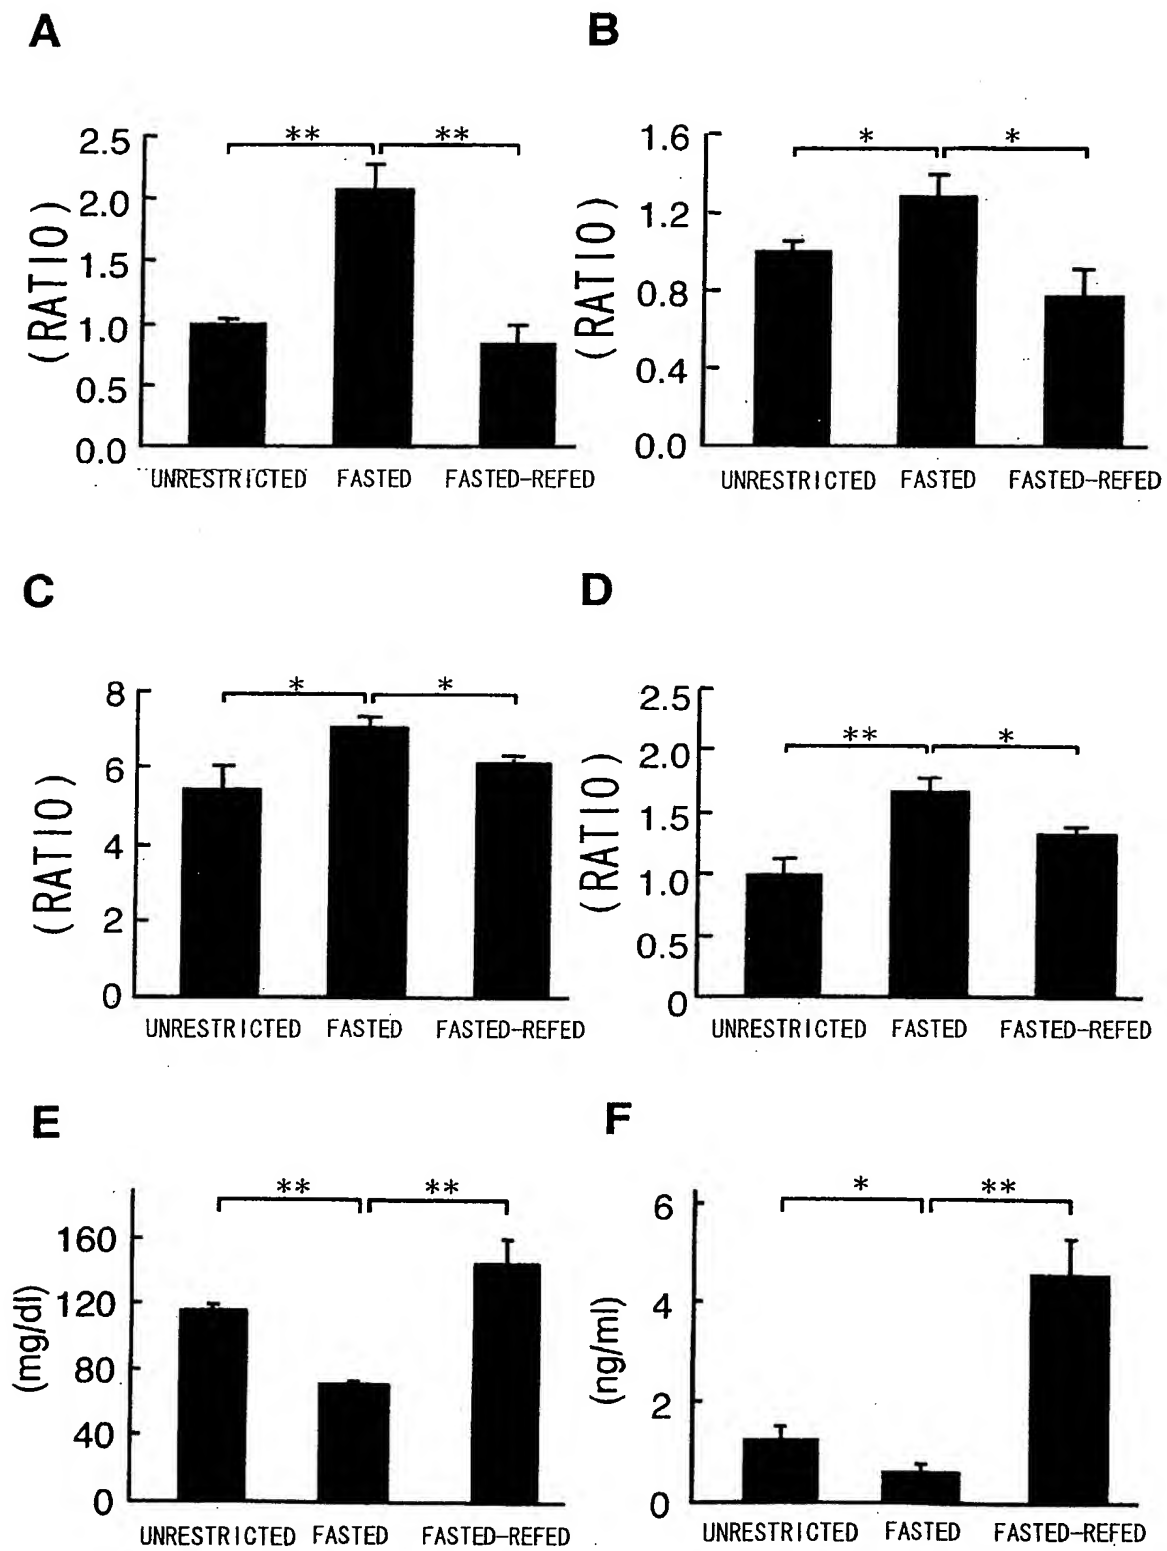 A
(RATIO)
2.5
2.0
1.5
1.0
0.5
0.0
** **
UNRESTRICTED FASTED FASTED-REFED
B
(RATIO)
1.6
1.2
0.8
0.4
0.0
* *
UNRESTRICTED FASTED FASTED-REFED
C
(RATIO)
8
6
4
2
0
* *
UNRESTRICTED FASTED FASTED-REFED
D
(RATIO)
2.5
2.0
1.5
1.0
0.5
0
** *
UNRESTRICTED FASTED FASTED-REFED
E
(mg/dl)
160
120
80
40
0
** **
UNRESTRICTED FASTED FASTED-REFED
F
(ng/ml)
6
4
2
0
* **
UNRESTRICTED FASTED FASTED-REFED